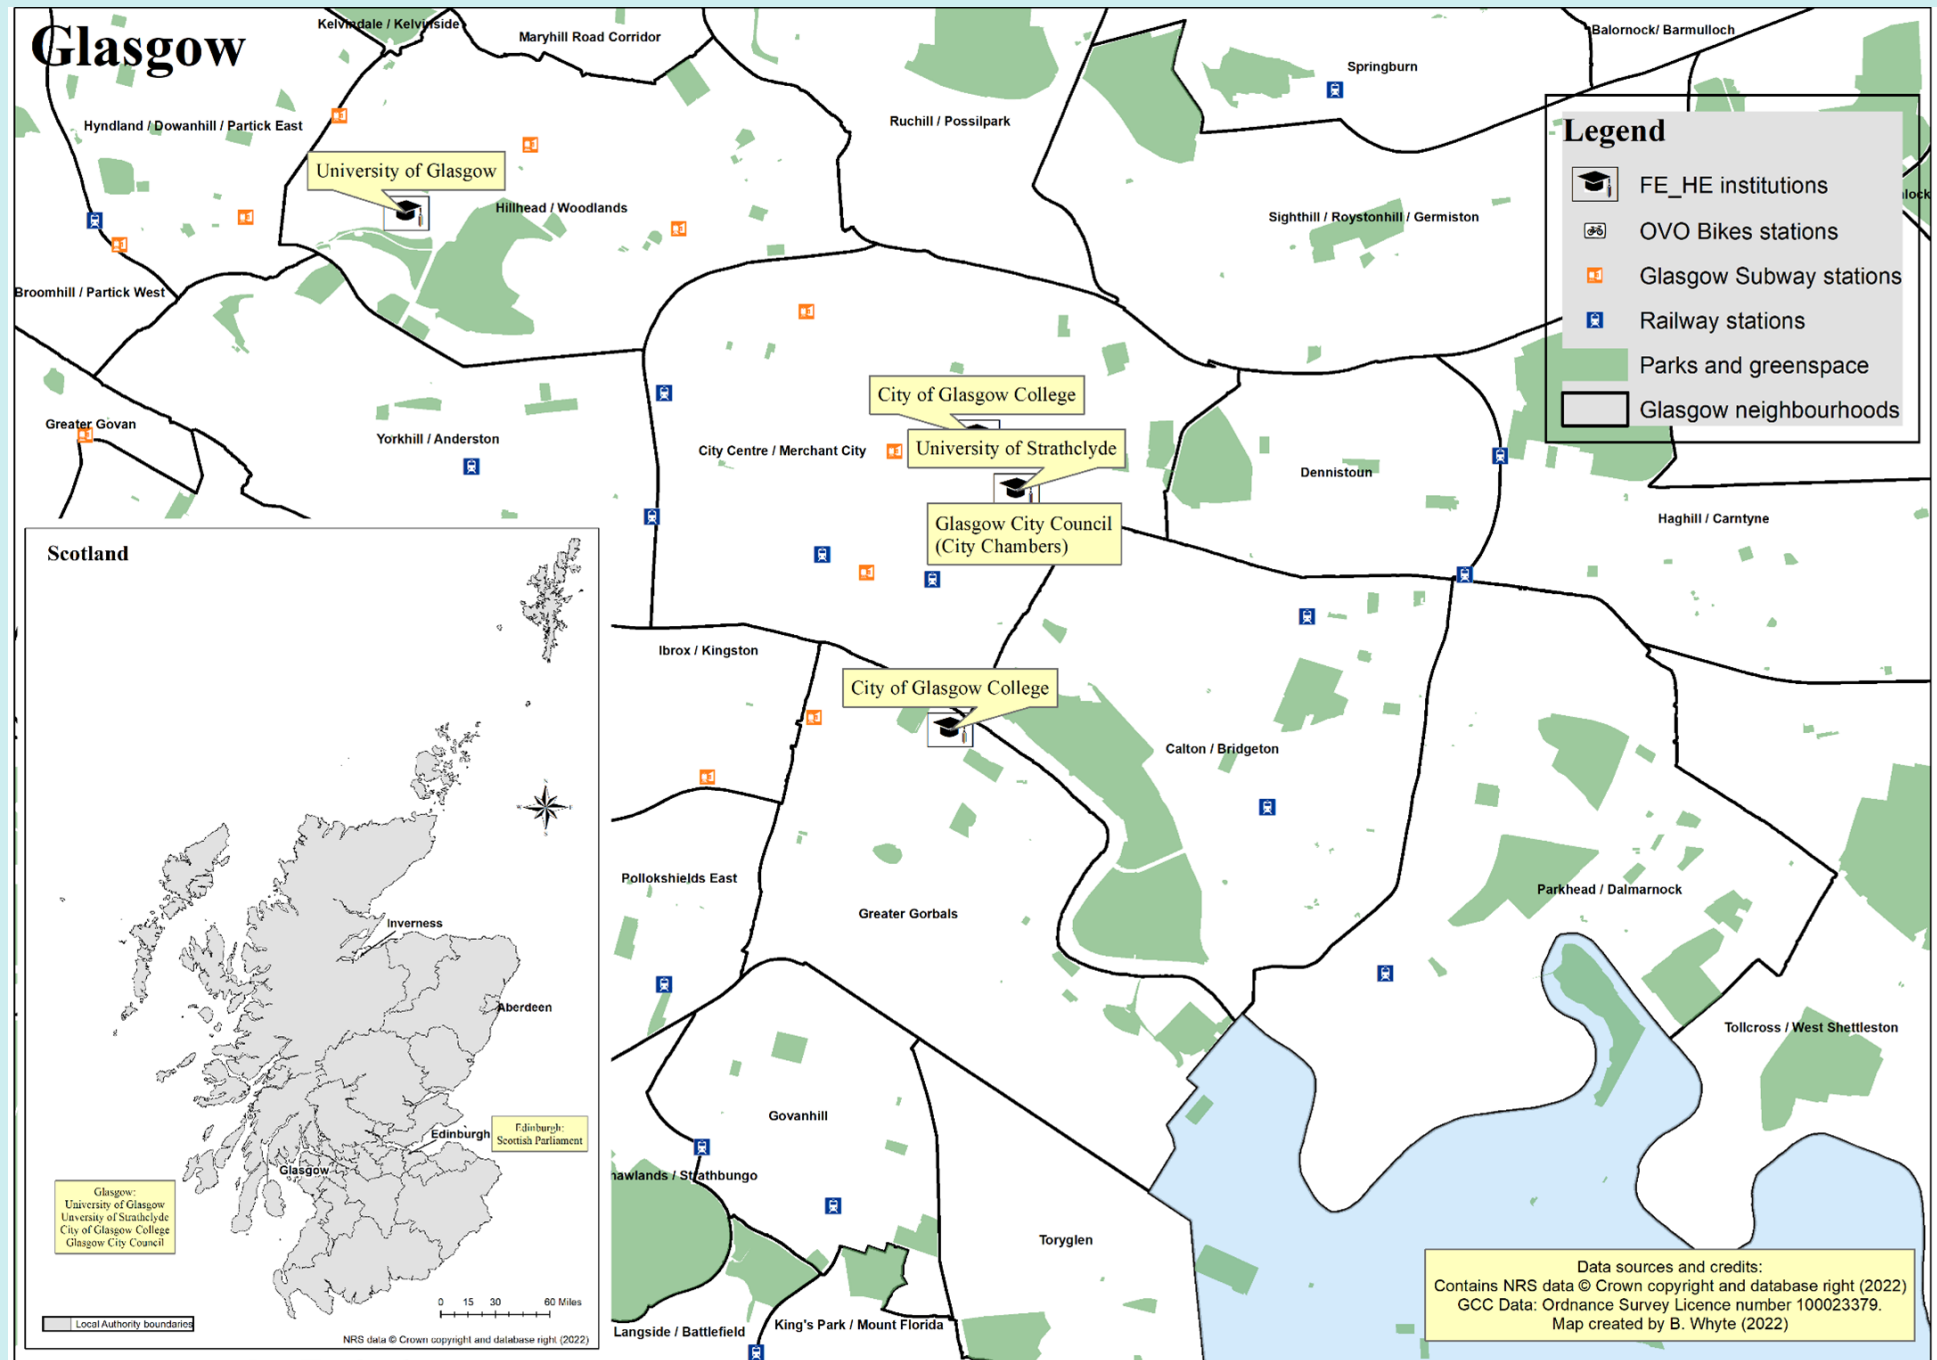 Glasgow
Kelvindale / Kelvinside
Maryhill Road Corridor
Balornock/ Barmulloch
Springburn
Hyndland / Dowanhill / Partick East
Ruchill / Possilpark
University of Glasgow
Hillhead / Woodlands
Sighthill / Roystonhill / Germiston
Broomhill / Partick West
Legend
FE_HE institutions
OVO Bikes stations
Glasgow Subway stations
Railway stations
Parks and greenspace
Glasgow neighbourhoods
Greater Govan
Yorkhill / Anderston
City of Glasgow College
City Centre / Merchant City
University of Strathclyde
Dennistoun
Glasgow City Council
(City Chambers)
Haghill / Carntyne
Ibrox / Kingston
City of Glasgow College
Calton / Bridgeton
Pollokshields East
Greater Gorbals
Parkhead / Dalmarnock
Tollcross / West Shettleston
Govanhill
hawlands / Strathbungo
Toryglen
Langside / Battlefield
King's Park / Mount Florida
Scotland
Inverness
Aberdeen
Edinburgh
Edinburgh:
Scottish Parliament
Glasgow
Glasgow:
University of Glasgow
Unversity of Strathclyde
City of Glasgow College
Glasgow City Council
0 15 30 60 Miles
Local Authority boundaries
NRS data © Crown copyright and database right (2022)
Data sources and credits:
Contains NRS data © Crown copyright and database right (2022)
GCC Data: Ordnance Survey Licence number 100023379.
Map created by B. Whyte (2022)